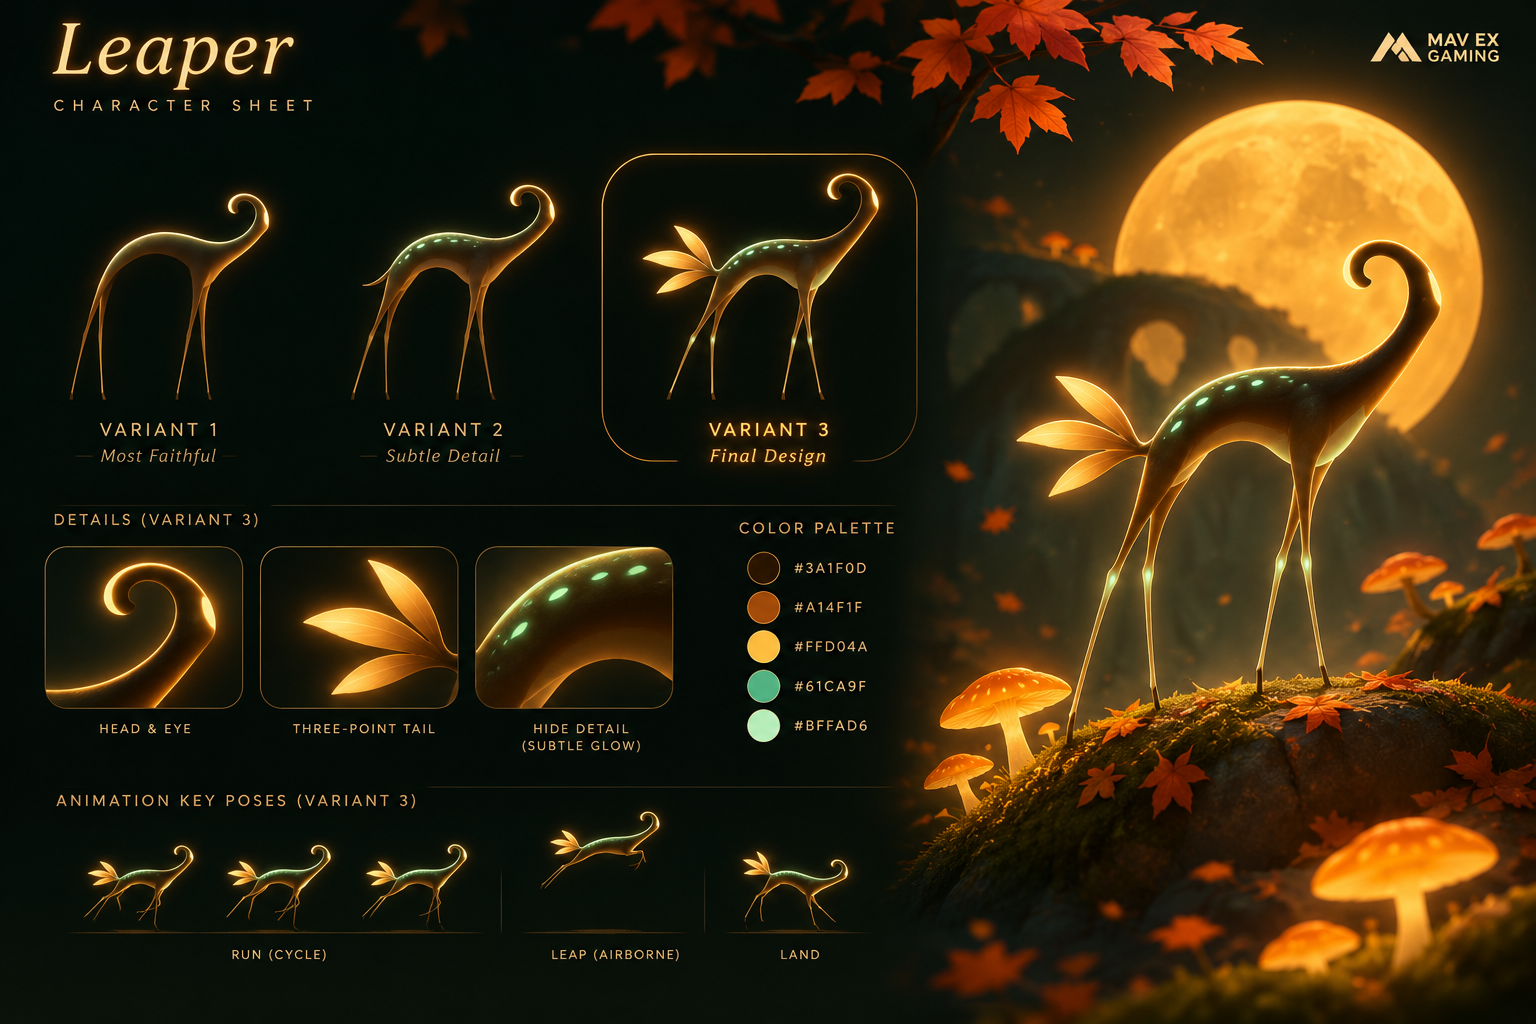 Leaper
CHARACTER SHEET
MAV EX
GAMING
VARIANT 1
Most Faithful
VARIANT 2
Subtle Detail
VARIANT 3
Final Design
DETAILS (VARIANT 3)
HEAD & EYE
THREE-POINT TAIL
HIDE DETAIL
(SUBTLE GLOW)
COLOR PALETTE
#3A1F0D
#A14F1F
#FFD04A
#61CA9F
#BFFAD6
ANIMATION KEY POSES (VARIANT 3)
RUN (CYCLE)
LEAP (AIRBORNE)
LAND